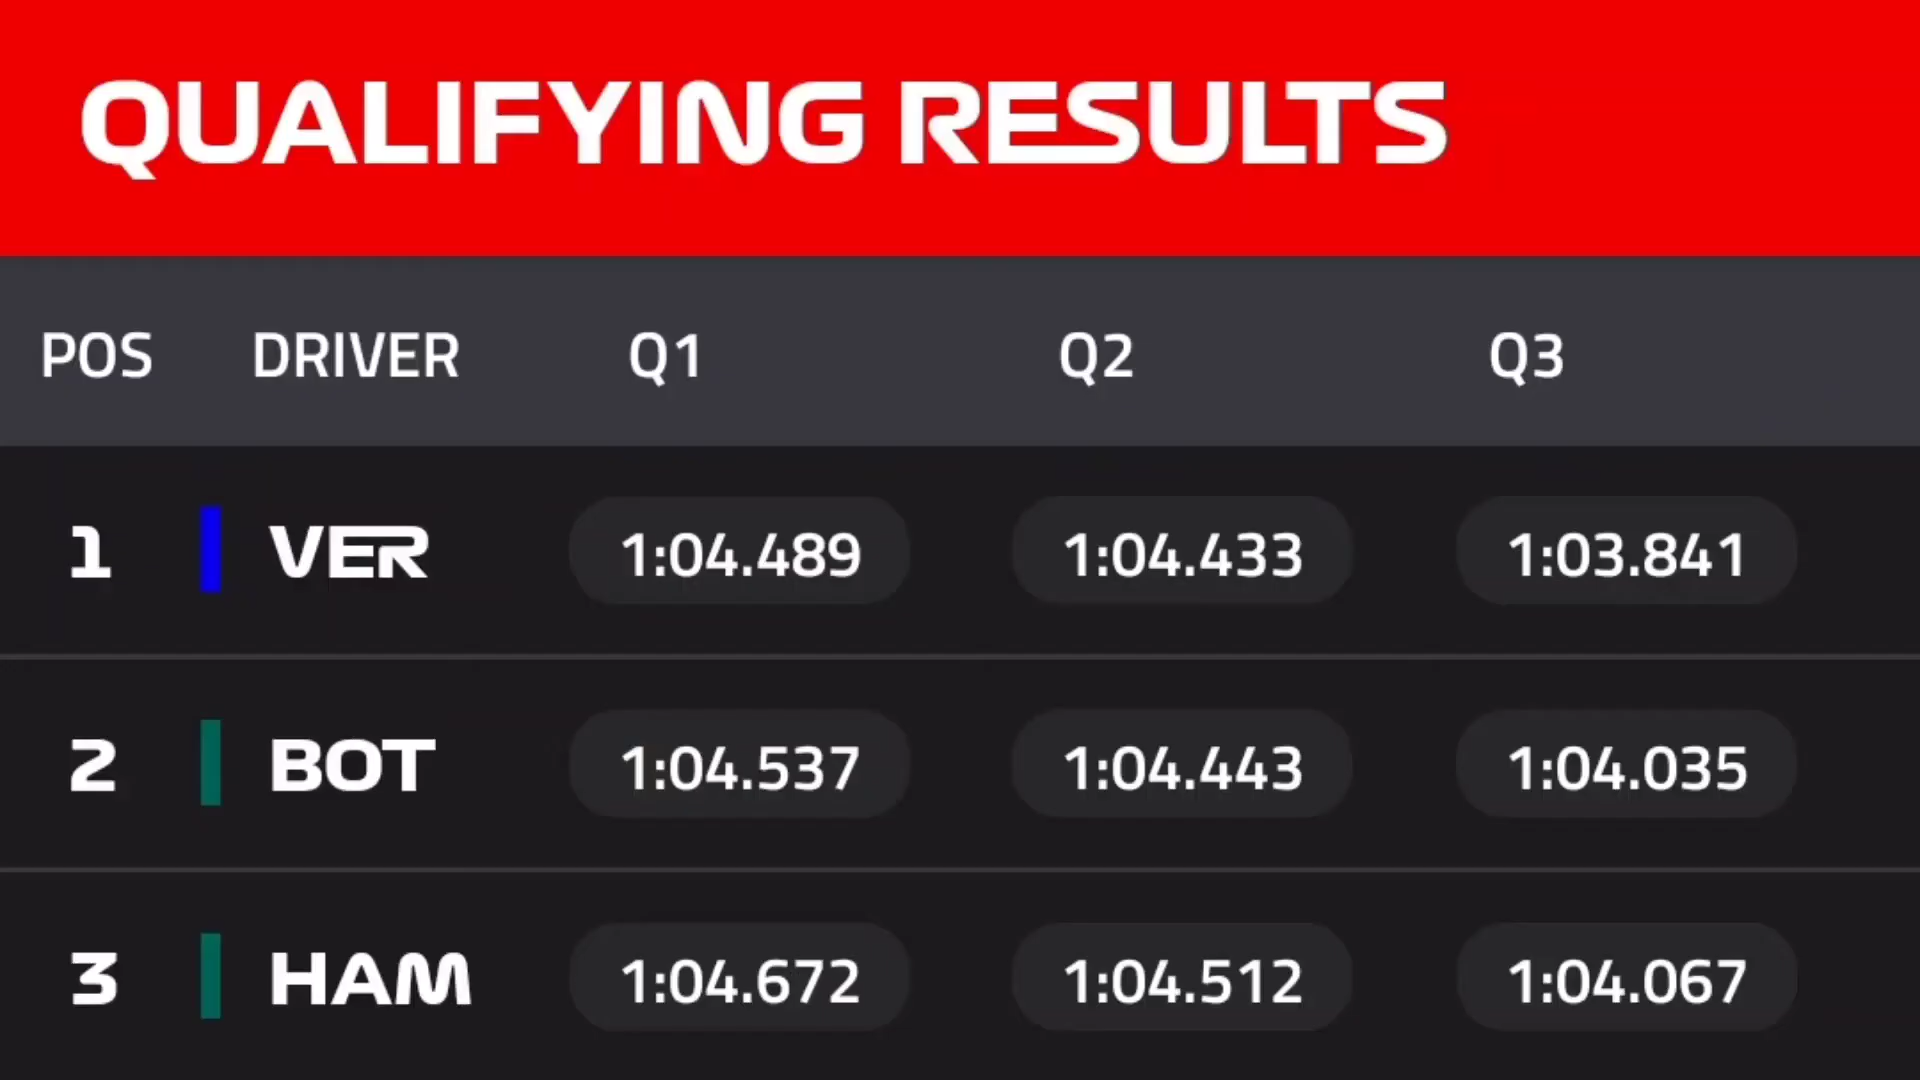 QUALIFYING RESULTS
POS DRIVER Q1 Q2 Q3
1 VER 1:04.489 1:04.433 1:03.841
2 BOT 1:04.537 1:04.443 1:04.035
3 HAM 1:04.672 1:04.512 1:04.067